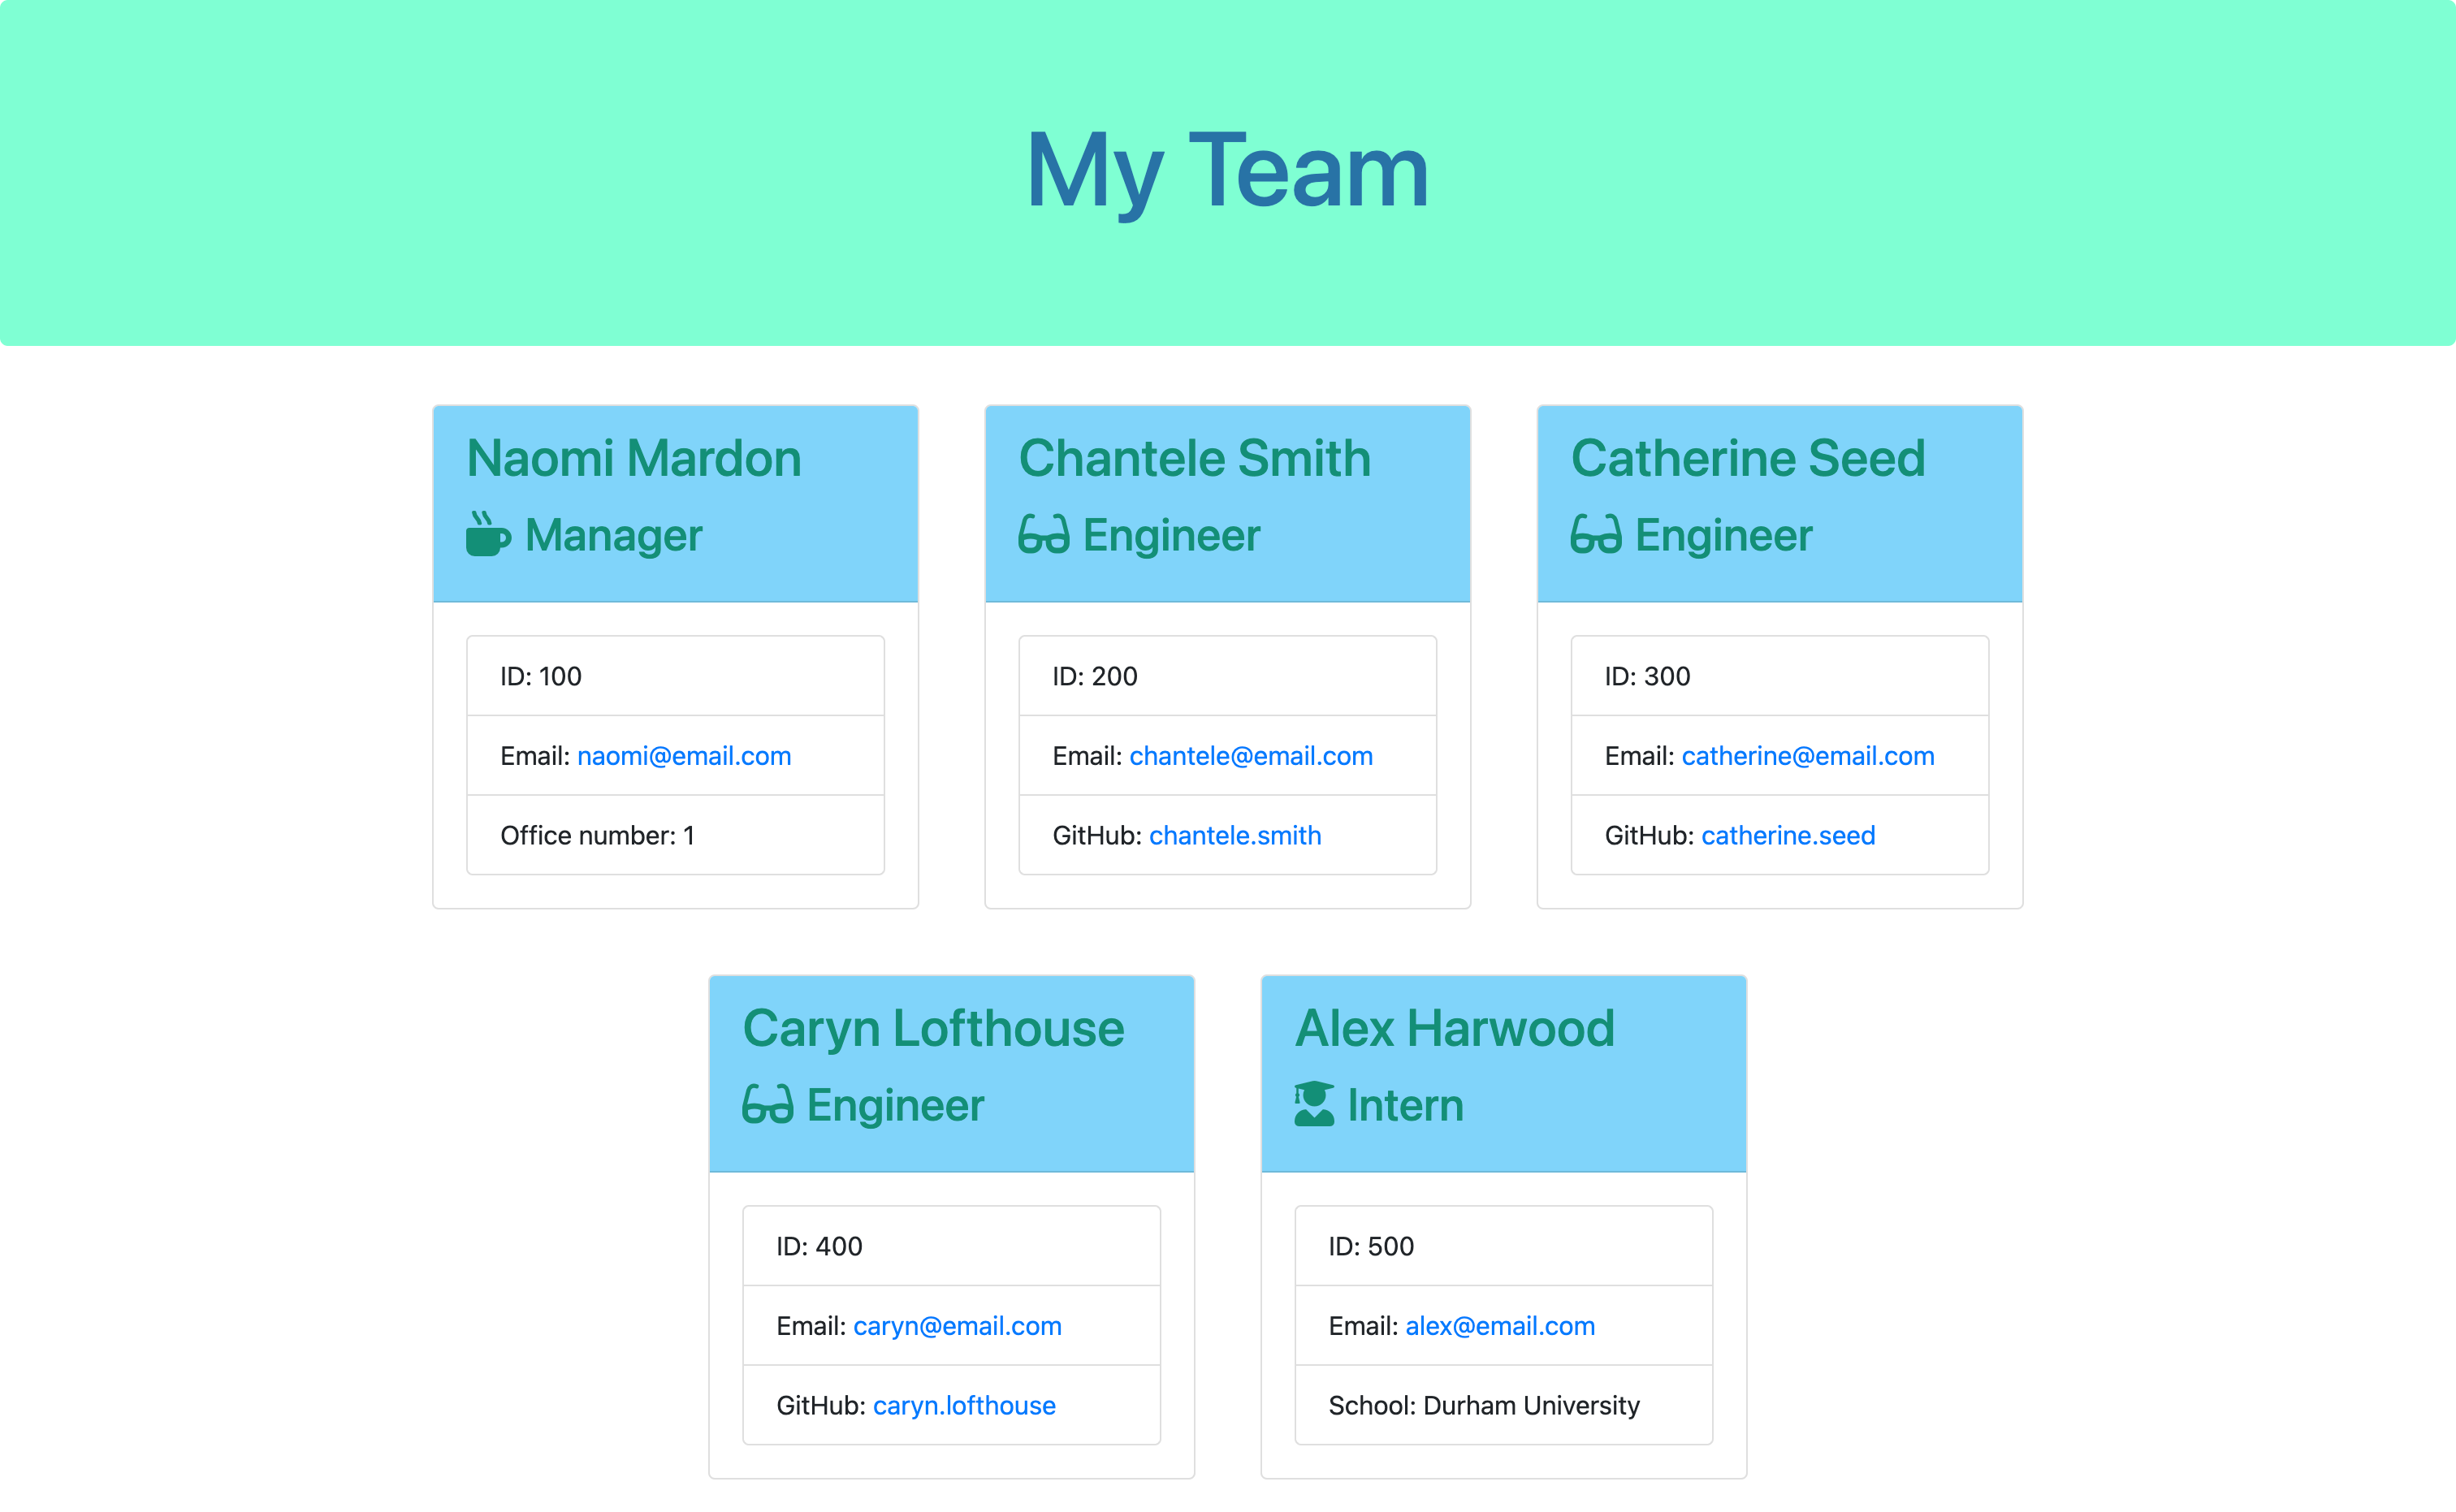 My Team
Naomi Mardon
Manager
ID: 100
Email: naomi@email.com
Office number: 1
Chantele Smith
Engineer
ID: 200
Email: chantele@email.com
GitHub: chantele.smith
Catherine Seed
Engineer
ID: 300
Email: catherine@email.com
GitHub: catherine.seed
Caryn Lofthouse
Engineer
ID: 400
Email: caryn@email.com
GitHub: caryn.lofthouse
Alex Harwood
Intern
ID: 500
Email: alex@email.com
School: Durham University